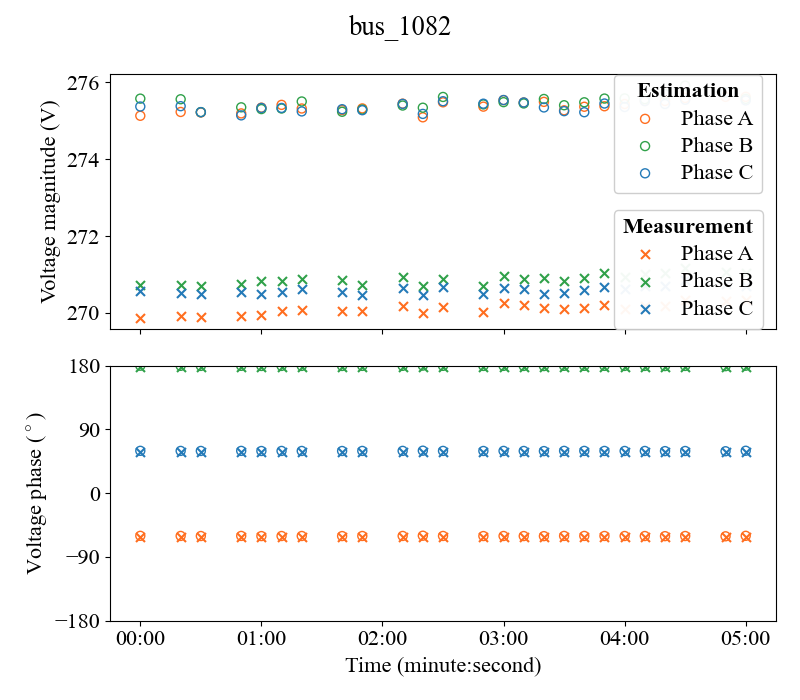 bus_1082
Voltage magnitude (V)
276
274
272
270
Estimation
Phase A
Phase B
Phase C
Measurement
Phase A
Phase B
Phase C
Voltage phase (°)
180
90
0
−90
−180
00:00 01:00 02:00 03:00 04:00 05:00
Time (minute:second)